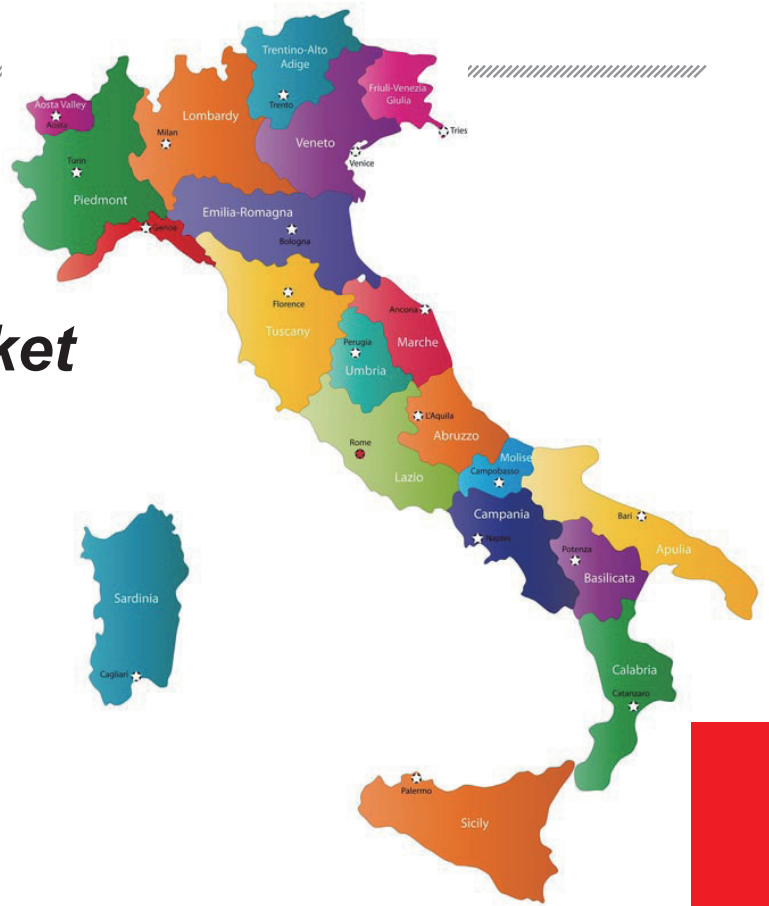 Trentino-Alto
Adige
Trento
Friuli-Venezia
Giulia
Aosta Valley
Aosta
Lombardy
Milan
Veneto
Venice
Tries
Turin
Piedmont
Genoa
Emilia-Romagna
Bologna
Florence
Tuscany
Ancona
Marche
Perugia
Umbria
ket
L'Aquila
Abruzzo
Rome
Lazio
Molise
Campobasso
Campania
Naples
Bari
Apulia
Potenza
Basilicata
Sardinia
Cagliari
Calabria
Catanzaro
Palermo
Sicily